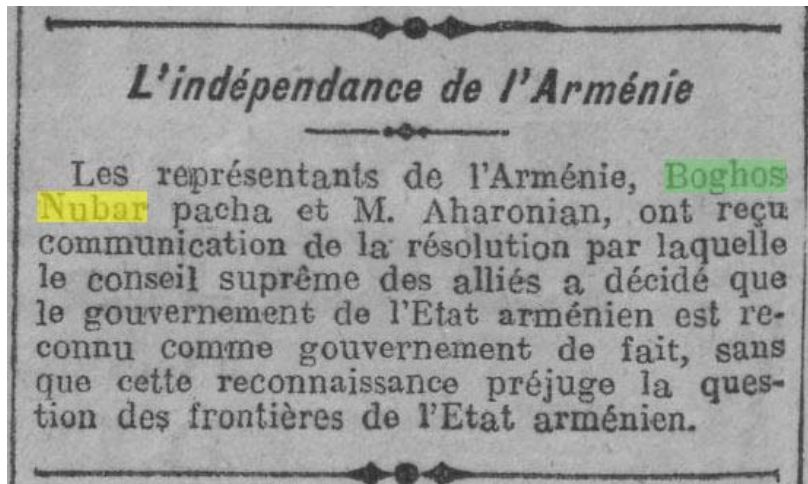 L'indépendance de l'Arménie
Les représentants de l'Arménie, Boghos
Nubar pacha et M. Aharonian, ont reçu
communication de la résolution par laquelle
le conseil suprême des alliés a décidé que
le gouvernement de l'Etat arménien est re-
connu comme gouvernement de fait, sans
que cette reconnaissance préjuge la ques-
tion des frontières de l'Etat arménien.